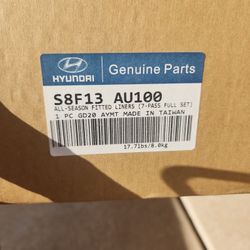 HYUNDAI
Genuine Parts
S8F13 AU100
ALL-SEASON FITTED LINERS (7-PASS FULL SET)
1 PC GD20 AYMT MADE IN TAIWAN
17.7lbs/8.0kg